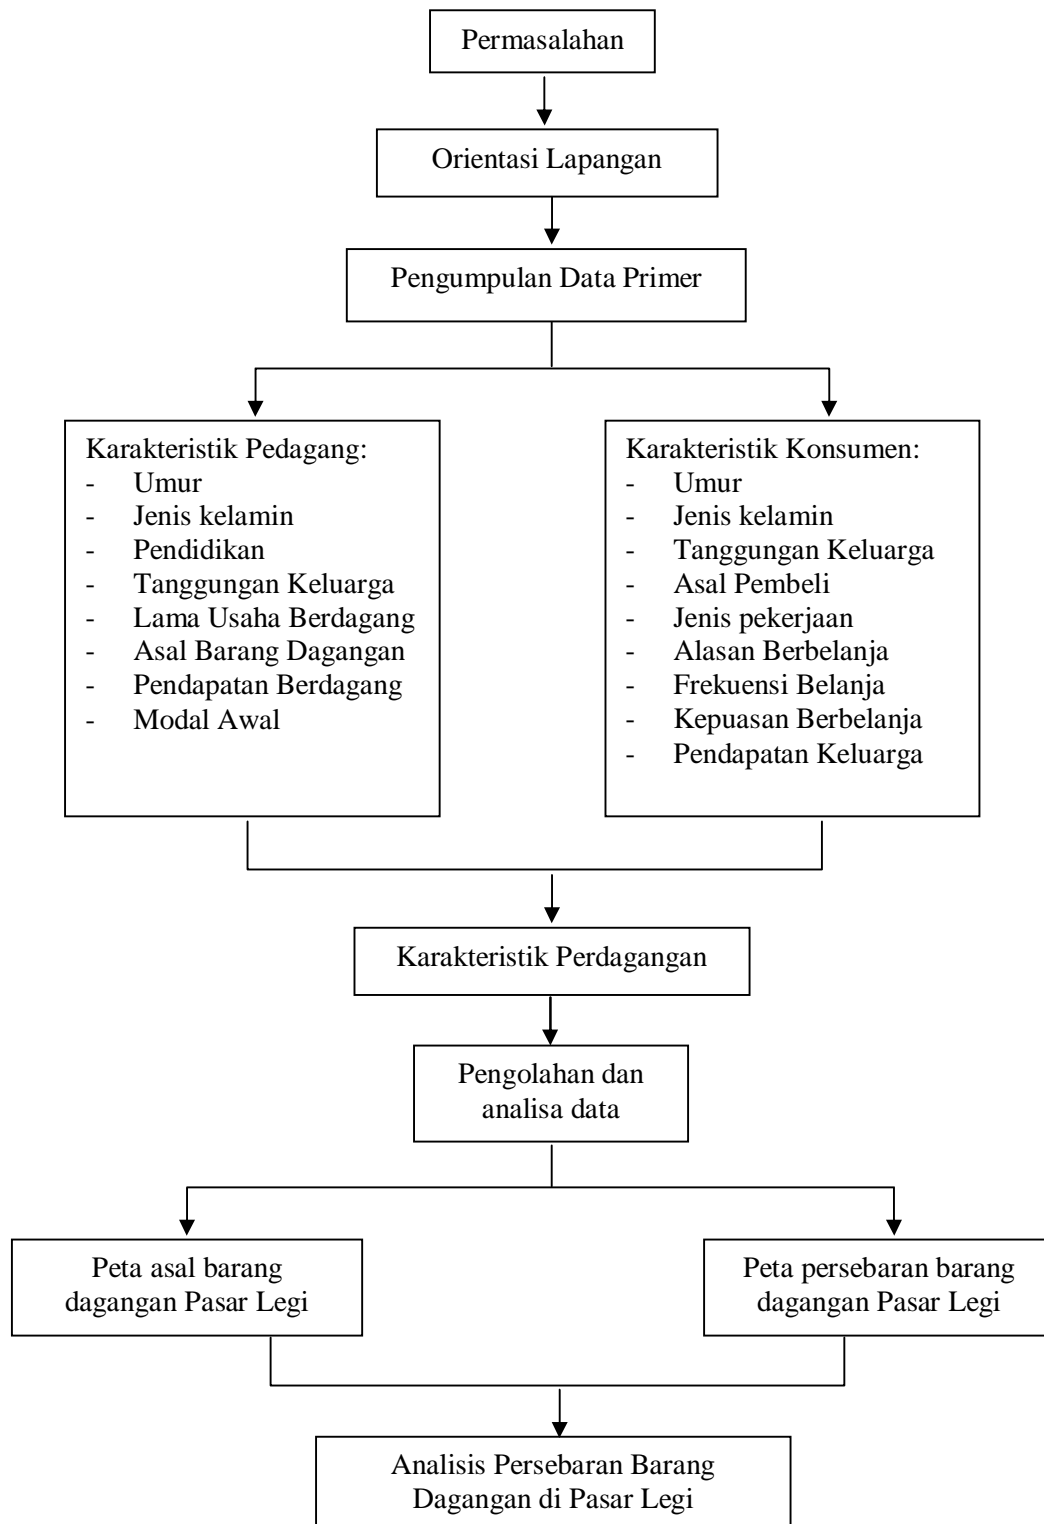 Permasalahan
Orientasi Lapangan
Pengumpulan Data Primer
Karakteristik Pedagang:
- Umur
- Jenis kelamin
- Pendidikan
- Tanggungan Keluarga
- Lama Usaha Berdagang
- Asal Barang Dagangan
- Pendapatan Berdagang
- Modal Awal
Karakteristik Konsumen:
- Umur
- Jenis kelamin
- Tanggungan Keluarga
- Asal Pembeli
- Jenis pekerjaan
- Alasan Berbelanja
- Frekuensi Belanja
- Kepuasan Berbelanja
- Pendapatan Keluarga
Karakteristik Perdagangan
Pengolahan dan
analisa data
Peta asal barang
dagangan Pasar Legi
Peta persebaran barang
dagangan Pasar Legi
Analisis Persebaran Barang
Dagangan di Pasar Legi